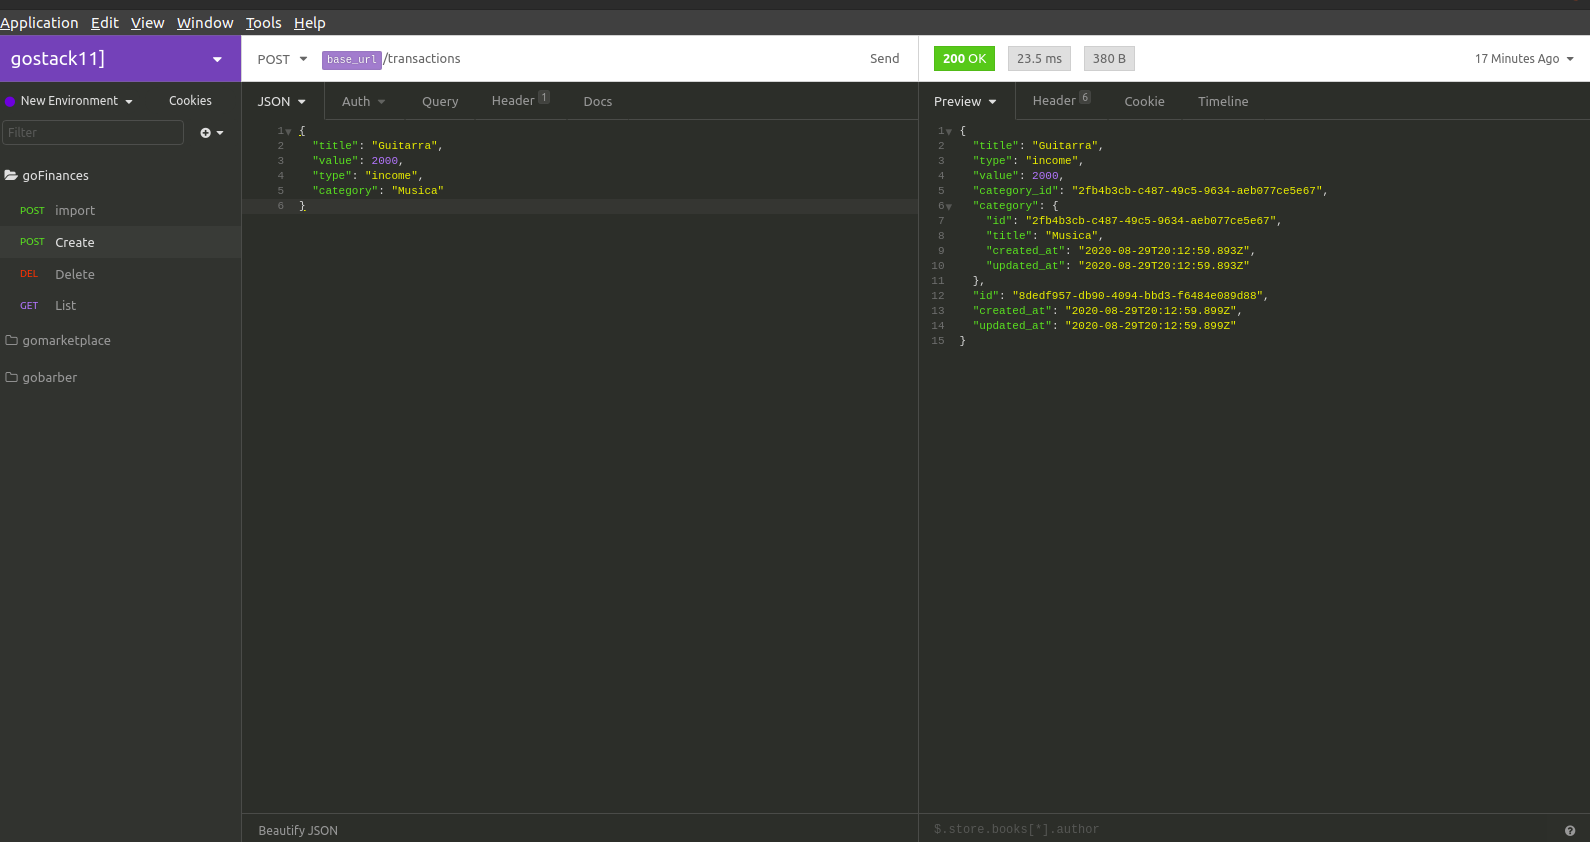 Application Edit View Window Tools Help
gostack11]
New Environment Cookies
Filter
goFinances
POST import
POST Create
DEL Delete
GET List
gomarketplace
gobarber
POST base_url/transactions Send
JSON Auth Query Header 1 Docs
1 {
2 "title": "Guitarra",
3 "value": 2000,
4 "type": "income",
5 "category": "Musica"
6 }
Beautify JSON
200 OK 23.5 ms 380 B 17 Minutes Ago
Preview Header 6 Cookie Timeline
1 {
2 "title": "Guitarra",
3 "type": "income",
4 "value": 2000,
5 "category_id": "2fb4b3cb-c487-49c5-9634-aeb077ce5e67",
6 "category": {
7 "id": "2fb4b3cb-c487-49c5-9634-aeb077ce5e67",
8 "title": "Musica",
9 "created_at": "2020-08-29T20:12:59.893Z",
10 "updated_at": "2020-08-29T20:12:59.893Z"
11 },
12 "id": "8dedf957-db90-4094-bbd3-f6484e089d88",
13 "created_at": "2020-08-29T20:12:59.899Z",
14 "updated_at": "2020-08-29T20:12:59.899Z"
15 }
$.store.books[*].author